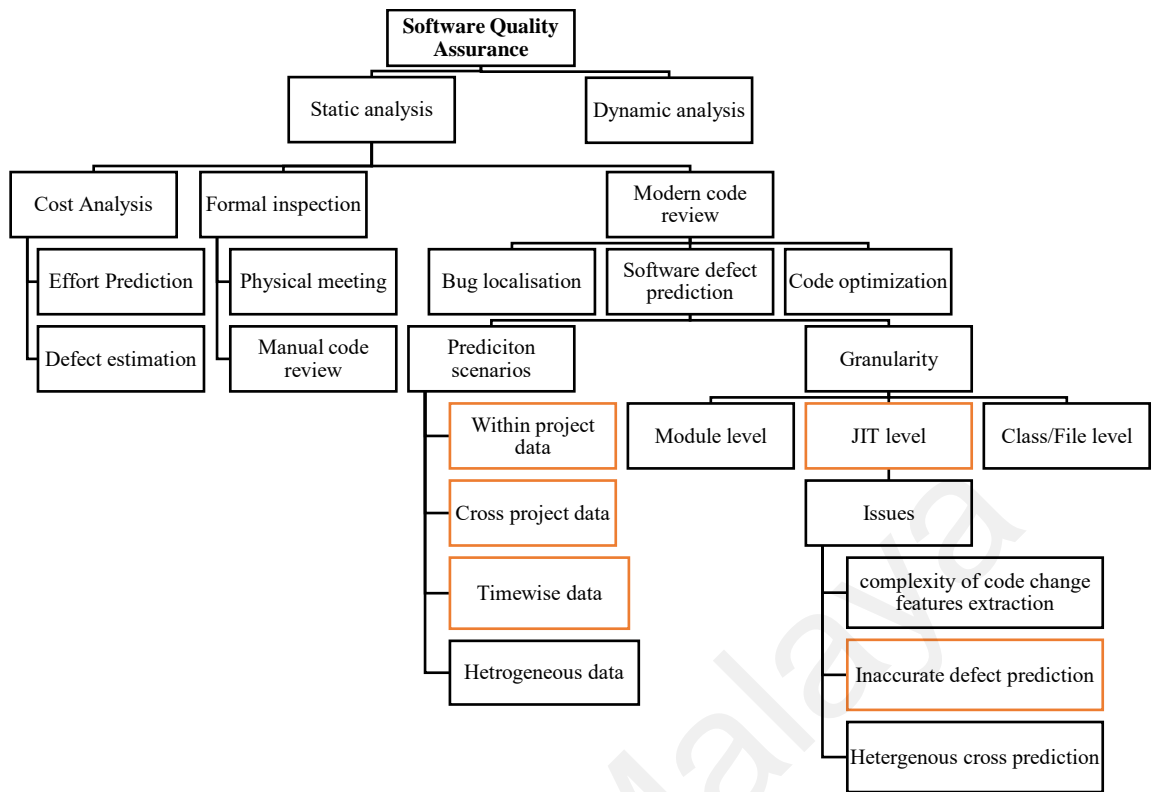 Software Quality
Assurance
Static analysis
Dynamic analysis
Cost Analysis
Formal inspection
Modern code
review
Effort Prediction
Physical meeting
Bug localisation
Software defect
prediction
Code optimization
Defect estimation
Manual code
review
Prediciton
scenarios
Granularity
Within project
data
Module level
JIT level
Class/File level
Cross project data
Issues
Timewise data
complexity of code change
features extraction
Hetrogeneous data
Inaccurate defect prediction
Hetergenous cross prediction
Malaya